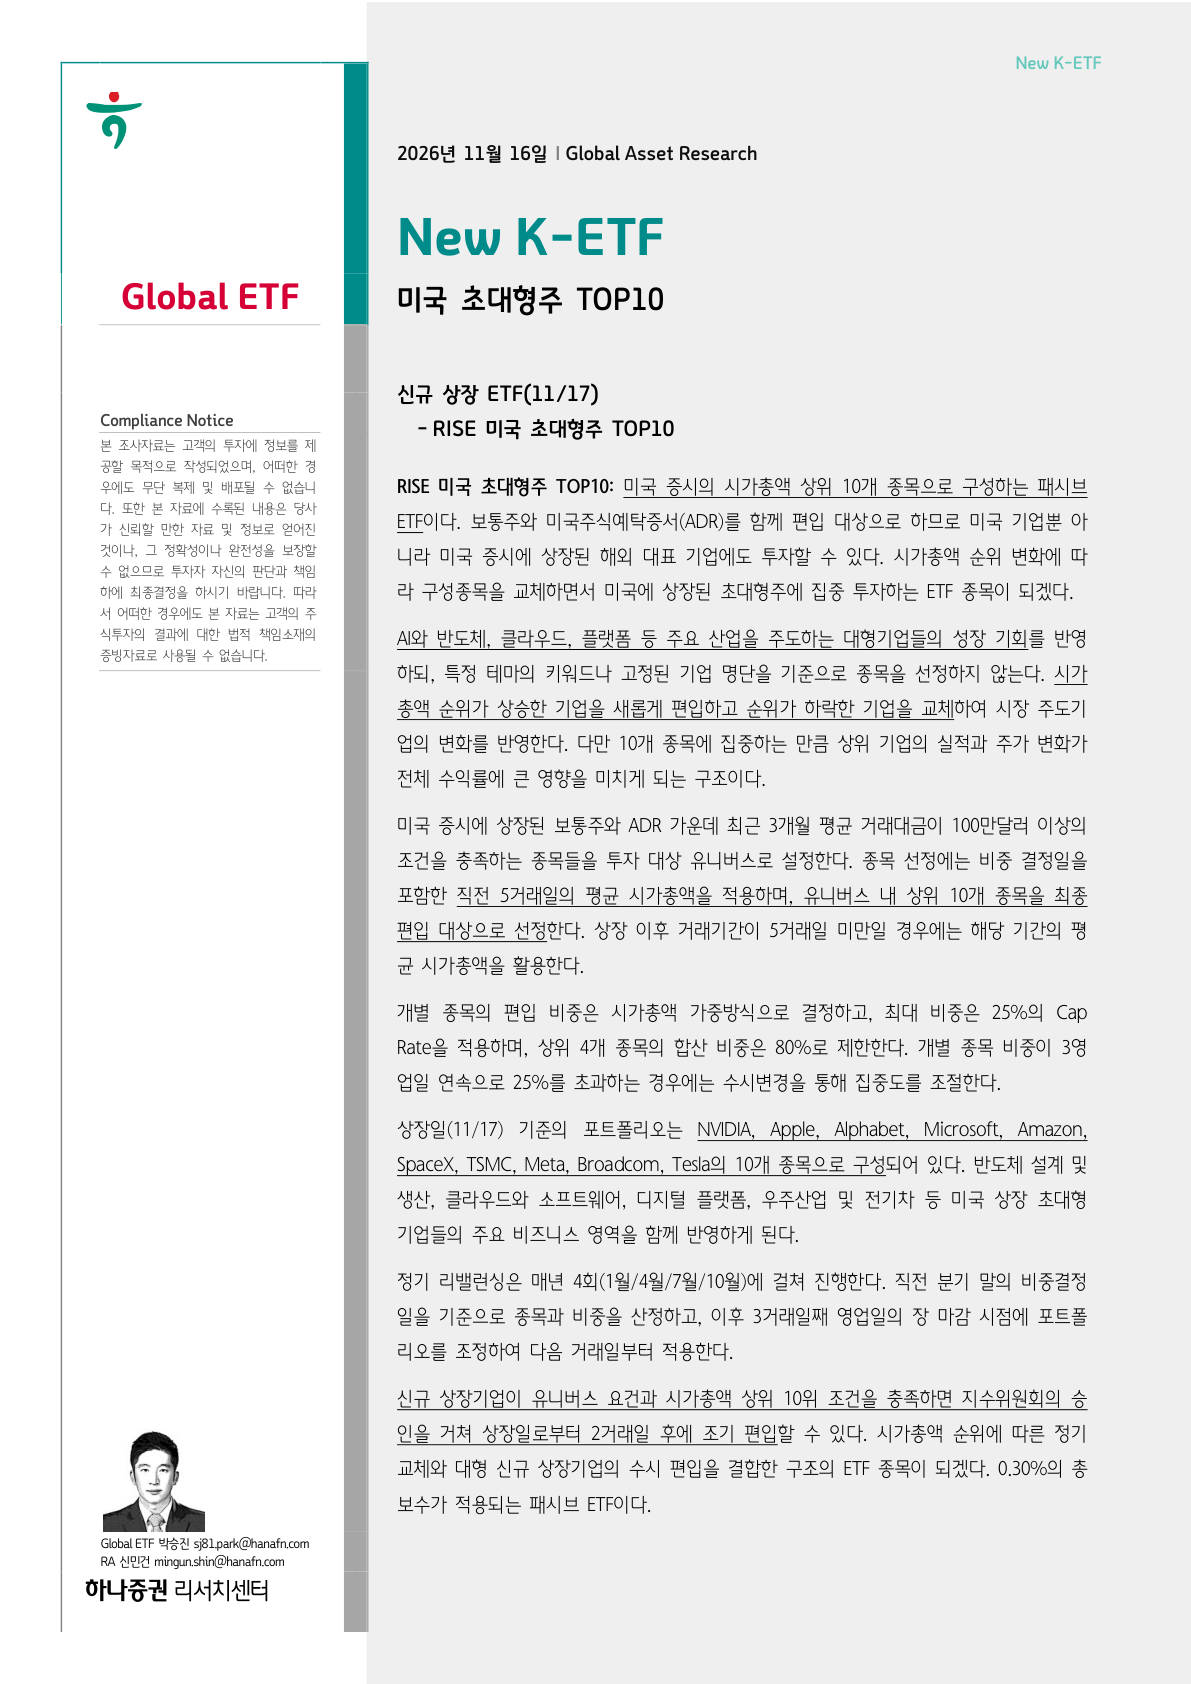 New K-ETF
2026년 11월 16일 | Global Asset Research
New K-ETF
미국 초대형주 TOP10
Global ETF
Compliance Notice
본 조사자료는 고객의 투자에 정보를 제
공할 목적으로 작성되었으며, 어떠한 경
우에도 무단 복제 및 배포될 수 없습니
다. 또한 본 자료에 수록된 내용은 당사
가 신뢰할 만한 자료 및 정보로 얻어진
것이나, 그 정확성이나 완전성을 보장할
수 없으므로 투자자 자신의 판단과 책임
하에 최종결정을 하시기 바랍니다. 따라
서 어떠한 경우에도 본 자료는 고객의 주
식투자의 결과에 대한 법적 책임소재의
증빙자료로 사용될 수 없습니다.
신규 상장 ETF(11/17)
- RISE 미국 초대형주 TOP10
RISE 미국 초대형주 TOP10: 미국 증시의 시가총액 상위 10개 종목으로 구성하는 패시브
ETF이다. 보통주와 미국주식예탁증서(ADR)를 함께 편입 대상으로 하므로 미국 기업뿐 아
니라 미국 증시에 상장된 해외 대표 기업에도 투자할 수 있다. 시가총액 순위 변화에 따
라 구성종목을 교체하면서 미국에 상장된 초대형주에 집중 투자하는 ETF 종목이 되겠다.
AI와 반도체, 클라우드, 플랫폼 등 주요 산업을 주도하는 대형기업들의 성장 기회를 반영
하되, 특정 테마의 키워드나 고정된 기업 명단을 기준으로 종목을 선정하지 않는다. 시가
총액 순위가 상승한 기업을 새롭게 편입하고 순위가 하락한 기업을 교체하여 시장 주도기
업의 변화를 반영한다. 다만 10개 종목에 집중하는 만큼 상위 기업의 실적과 주가 변화가
전체 수익률에 큰 영향을 미치게 되는 구조이다.
미국 증시에 상장된 보통주와 ADR 가운데 최근 3개월 평균 거래대금이 100만달러 이상의
조건을 충족하는 종목들을 투자 대상 유니버스로 설정한다. 종목 선정에는 비중 결정일을
포함한 직전 5거래일의 평균 시가총액을 적용하며, 유니버스 내 상위 10개 종목을 최종
편입 대상으로 선정한다. 상장 이후 거래기간이 5거래일 미만일 경우에는 해당 기간의 평
균 시가총액을 활용한다.
개별 종목의 편입 비중은 시가총액 가중방식으로 결정하고, 최대 비중은 25%의 Cap
Rate을 적용하며, 상위 4개 종목의 합산 비중은 80%로 제한한다. 개별 종목 비중이 3영
업일 연속으로 25%를 초과하는 경우에는 수시변경을 통해 집중도를 조절한다.
상장일(11/17) 기준의 포트폴리오는 NVIDIA, Apple, Alphabet, Microsoft, Amazon,
SpaceX, TSMC, Meta, Broadcom, Tesla의 10개 종목으로 구성되어 있다. 반도체 설계 및
생산, 클라우드와 소프트웨어, 디지털 플랫폼, 우주산업 및 전기차 등 미국 상장 초대형
기업들의 주요 비즈니스 영역을 함께 반영하게 된다.
정기 리밸런싱은 매년 4회(1월/4월/7월/10월)에 걸쳐 진행한다. 직전 분기 말의 비중결정
일을 기준으로 종목과 비중을 산정하고, 이후 3거래일째 영업일의 장 마감 시점에 포트폴
리오를 조정하여 다음 거래일부터 적용한다.
신규 상장기업이 유니버스 요건과 시가총액 상위 10위 조건을 충족하면 지수위원회의 승
인을 거쳐 상장일로부터 2거래일 후에 조기 편입할 수 있다. 시가총액 순위에 따른 정기
교체와 대형 신규 상장기업의 수시 편입을 결합한 구조의 ETF 종목이 되겠다. 0.30%의 총
보수가 적용되는 패시브 ETF이다.
Global ETF 박승진 sj81.park@hanafn.com
RA 신민건 mingun.shin@hanafn.com
하나증권 리서치센터